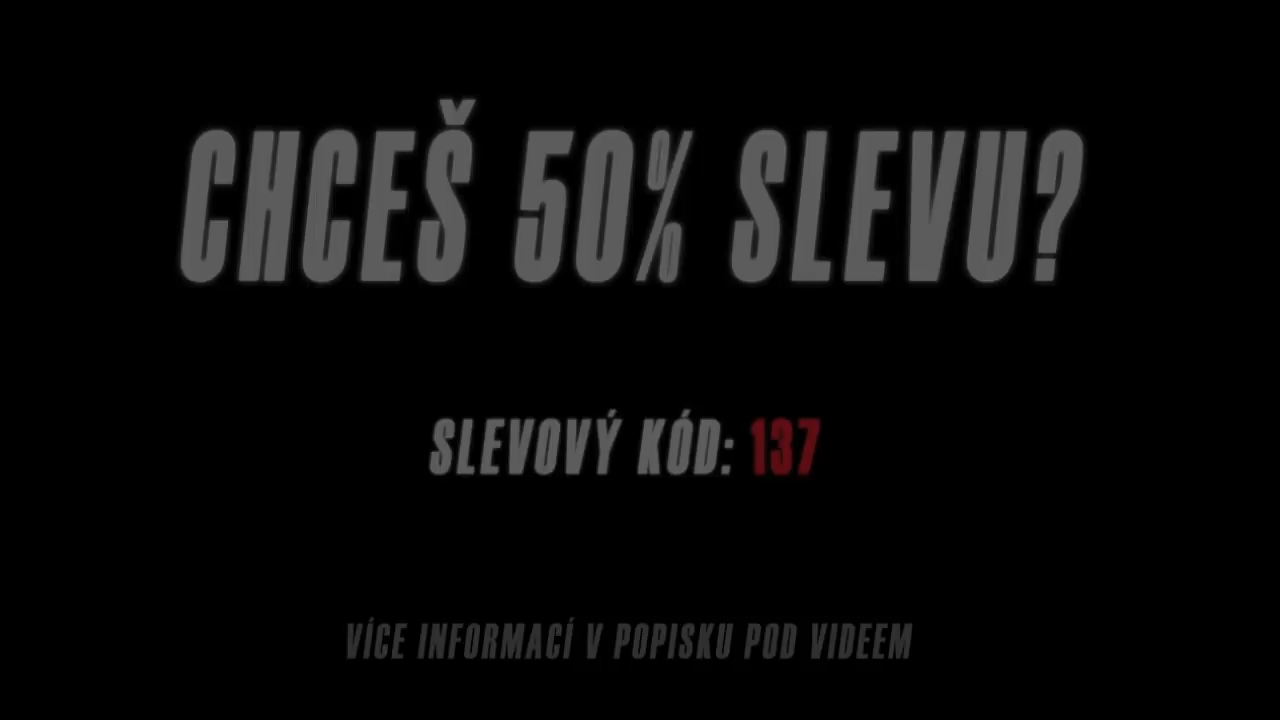 CHCEŠ 50% SLEVU?
SLEVOVÝ KÓD: 137
VÍCE INFORMACÍ V POPISKU POD VIDEEM